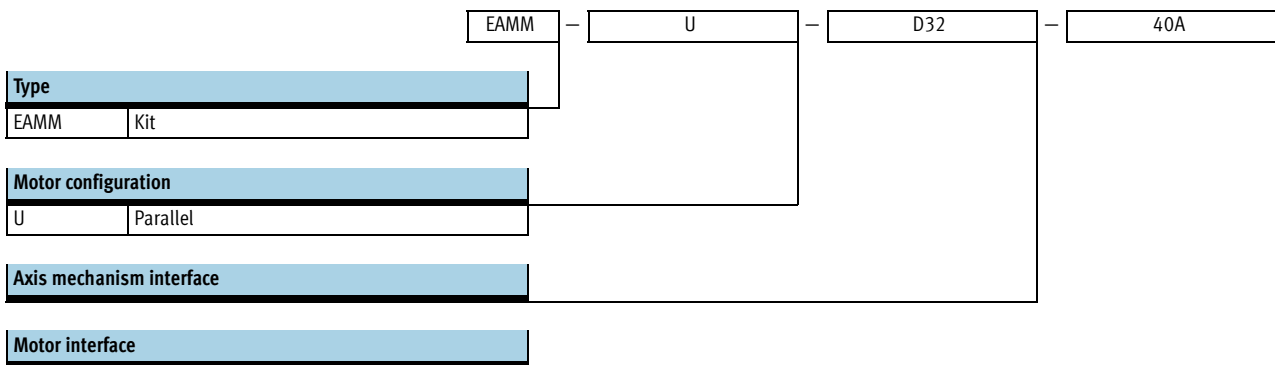 EAMM – U – D32 – 40A
Type
EAMM Kit
Motor configuration
U Parallel
Axis mechanism interface
Motor interface